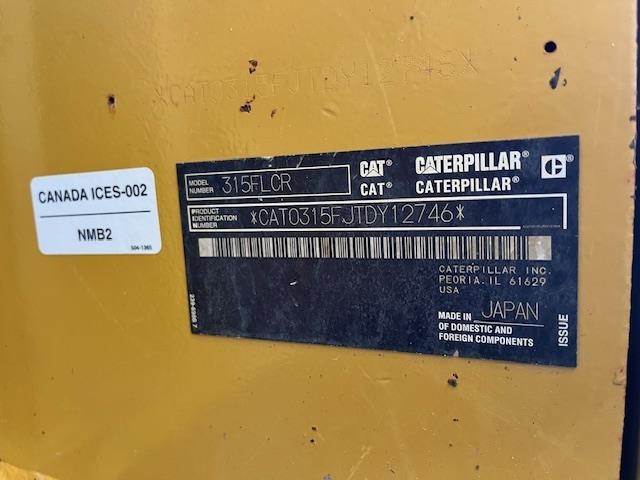 *CAT0315FJTDY12746*
CANADA ICES-002
NMB2
504-1365
MODEL NUMBER 315FLCR
CAT® CATERPILLAR® C
CAT® CATERPILLAR®
PRODUCT IDENTIFICATION NUMBER *CAT0315FJTDY12746*
CATERPILLAR INC.
PEORIA. IL 61629
USA
MADE IN JAPAN
OF DOMESTIC AND
FOREIGN COMPONENTS
ISSUE